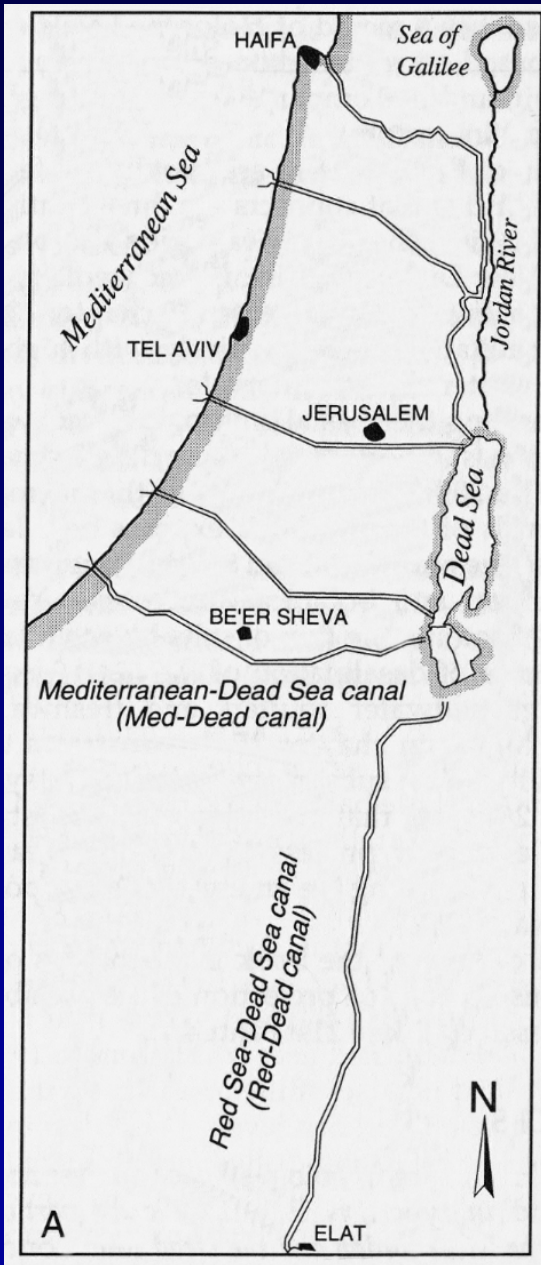 HAIFA
Sea of
Galilee
Mediterranean Sea
Jordan River
TEL AVIV
JERUSALEM
Dead Sea
BE'ER SHEVA
Mediterranean-Dead Sea canal
(Med-Dead canal)
Red Sea-Dead Sea canal
(Red-Dead canal)
N
A
ELAT